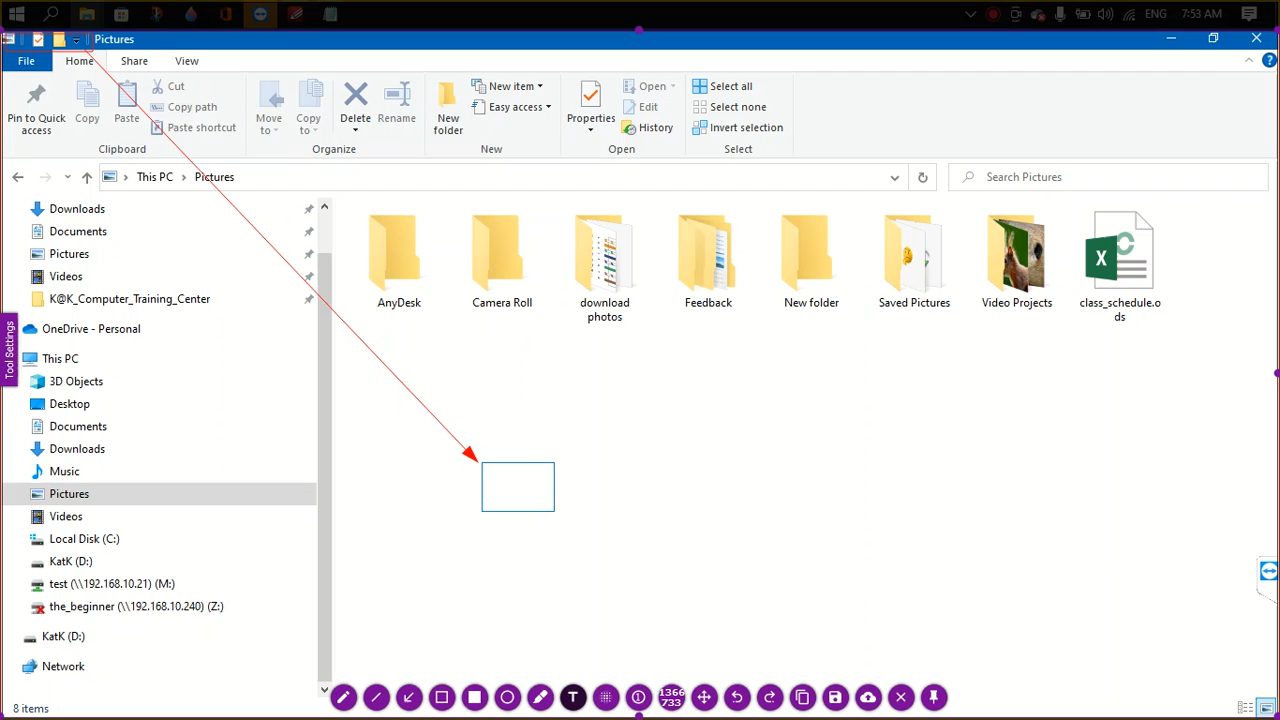 ENG 7:53 AM
Pictures
File Home Share View
Pin to Quick access
Copy
Paste
Cut
Copy path
Paste shortcut
Clipboard
Move to
Copy to
Delete
Rename
Organize
New folder
New item
Easy access
New
Properties
Open
Edit
History
Open
Select all
Select none
Invert selection
Select
This PC Pictures
Search Pictures
Downloads
Documents
Pictures
Videos
K@K_Computer_Training_Center
OneDrive - Personal
This PC
3D Objects
Desktop
Documents
Downloads
Music
Pictures
Videos
Local Disk (C:)
KatK (D:)
test (\\192.168.10.21) (M:)
the_beginner (\\192.168.10.240) (Z:)
KatK (D:)
Network
8 items
Tool Settings
AnyDesk
Camera Roll
download photos
Feedback
New folder
Saved Pictures
Video Projects
class_schedule.o
ds
T
1366
733